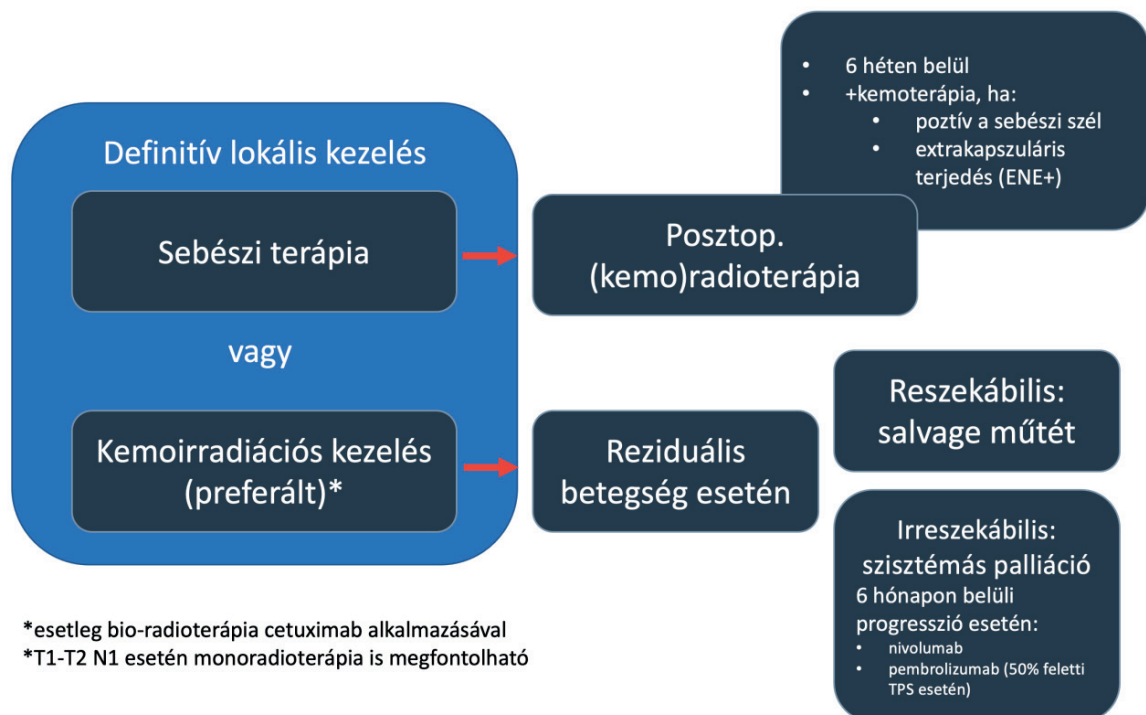 Definitív lokális kezelés
Sebészi terápia
vagy
Kemoirradiációs kezelés
(preferált)*
Posztop.
(kemo)radioterápia
• 6 héten belül
• +kemoterápia, ha:
• poztív a sebészi szél
• extrakapszuláris
terjedés (ENE+)
Reziduális
betegség esetén
Reszekábilis:
salvage műtét
Irreszekábilis:
szisztémás palliáció
6 hónapon belüli
progresszió esetén:
• nivolumab
• pembrolizumab (50% feletti
TPS esetén)
*esetleg bio-radioterápia cetuximab alkalmazásával
*T1-T2 N1 esetén monoradioterápia is megfontolható